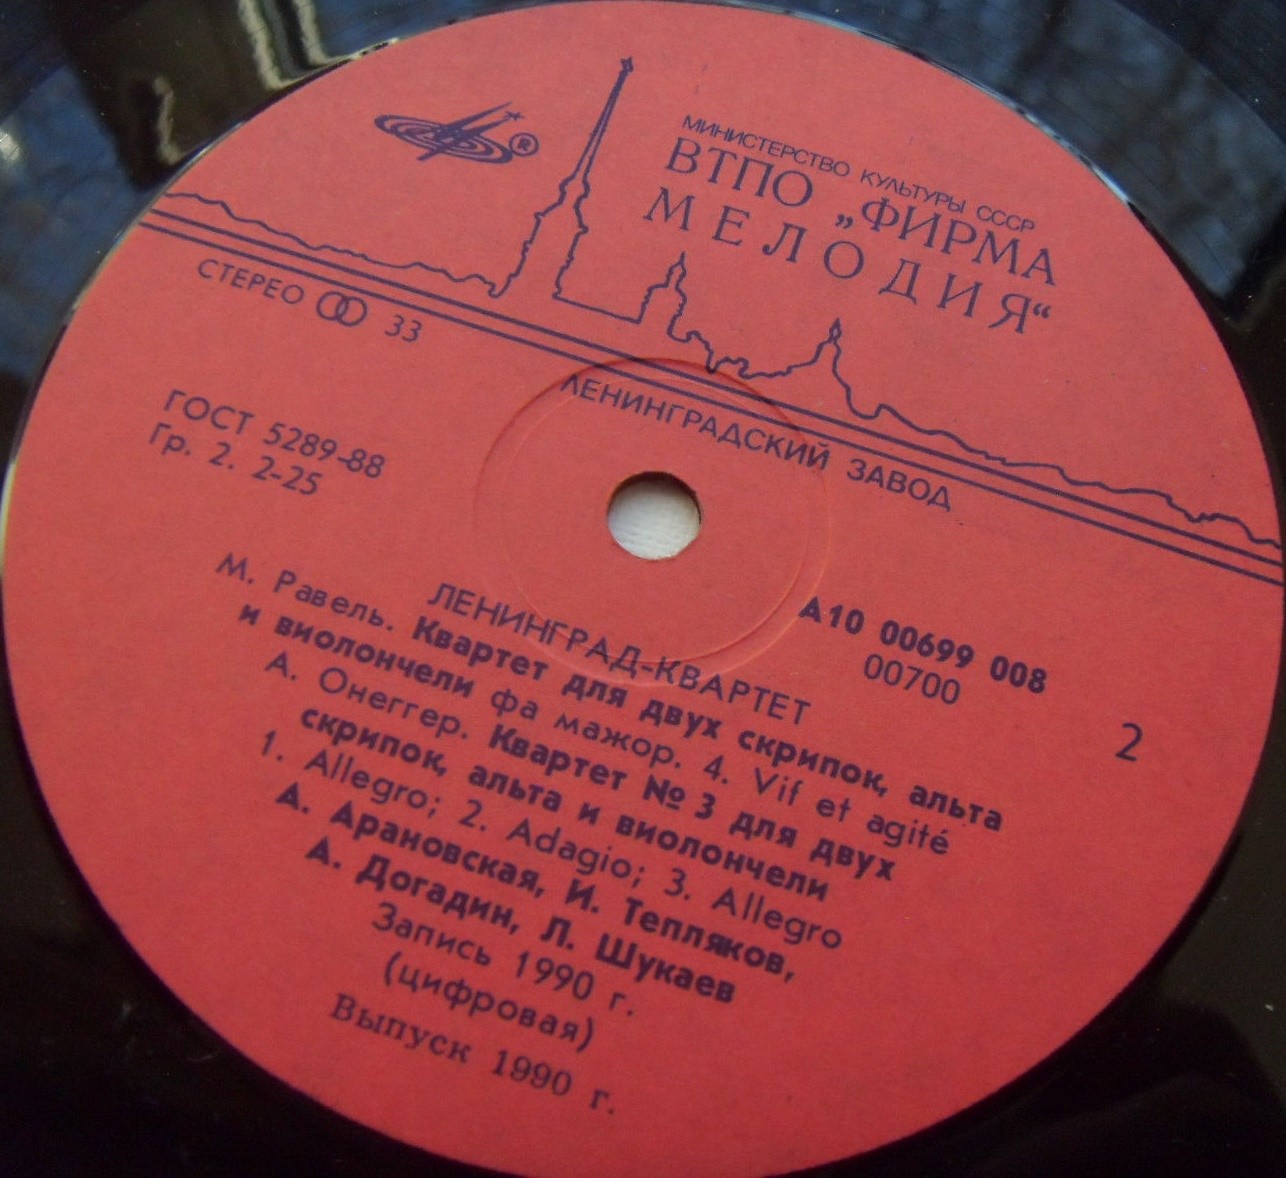 МИНИСТЕРСТВО КУЛЬТУРЫ СССР
ВТПО „ФИРМА
МЕЛОДИЯ“
®
СТЕРЕО 33
ЛЕНИНГРАДСКИЙ ЗАВОД
ГОСТ 5289-88
Гр. 2. 2-25
А10 00699 008
00700
2
ЛЕНИНГРАД-КВАРТЕТ
М. Равель. Квартет для двух скрипок, альта
и виолончели фа мажор. 4. Vif et agité
А. Онеггер. Квартет № 3 для двух
скрипок, альта и виолончели
1. Allegro; 2. Adagio; 3. Allegro
А. Арановская, И. Тепляков,
А. Догадин, Л. Шукаев
Запись 1990 г.
(цифровая)
Выпуск 1990 г.